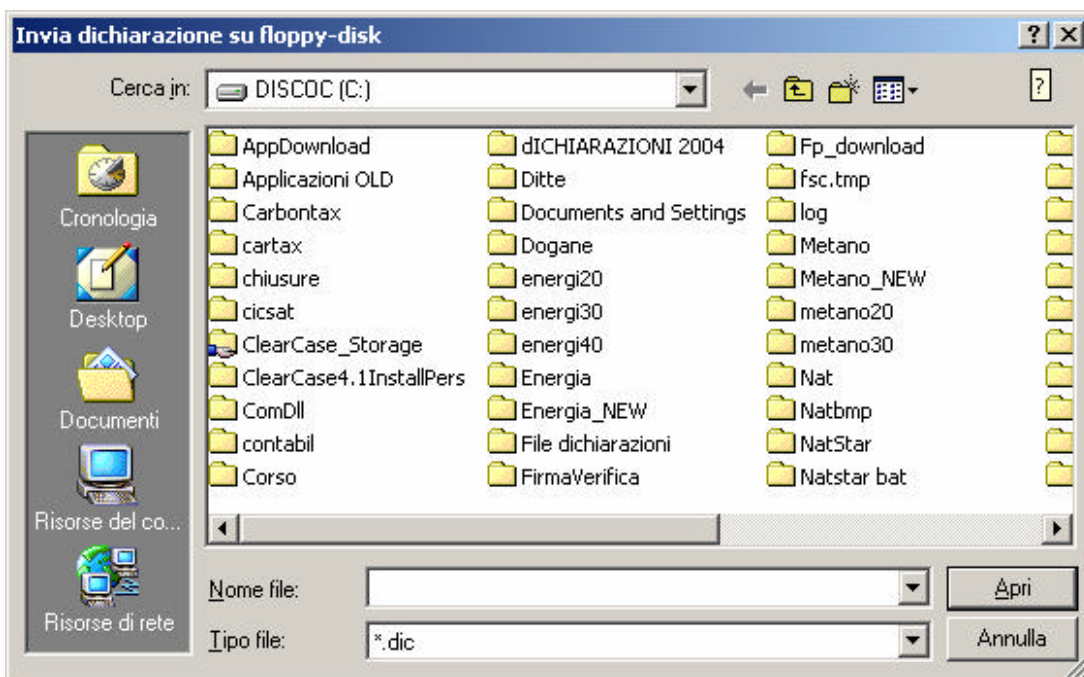 Invia dichiarazione su floppy-disk
Cerca in: DISCOC (C:)
Cronologia
Desktop
Documenti
Risorse del co...
Risorse di rete
AppDownload
Applicazioni OLD
Carbontax
cartax
chiusure
cicsat
ClearCase_Storage
ClearCase4.1InstallPers
ComDll
contabil
Corso
dICHIARAZIONI 2004
Ditte
Documents and Settings
Dogane
energi20
energi30
energi40
Energia
Energia_NEW
File dichiarazioni
FirmaVerifica
Fp_download
fsc.tmp
log
Metano
Metano_NEW
metano20
metano30
Nat
Natbmp
NatStar
Natstar bat
Nome file:
Apri
Tipo file: *.dic
Annulla